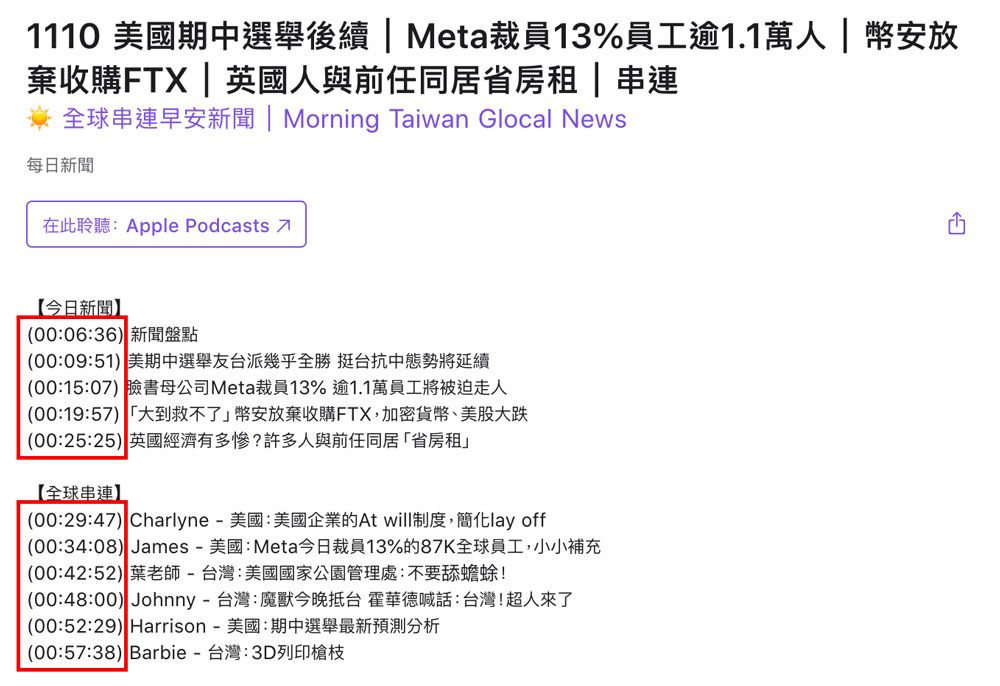 1110 美國期中選舉後續｜Meta裁員13%員工逾1.1萬人｜幣安放
棄收購FTX｜英國人與前任同居省房租｜串連
全球串連早安新聞｜Morning Taiwan Glocal News
每日新聞
在此聆聽：Apple Podcasts ↗
【今日新聞】
(00:06:36) 新聞盤點
(00:09:51) 美期中選舉友台派幾乎全勝 挺台抗中態勢將延續
(00:15:07) 臉書母公司Meta裁員13% 逾1.1萬員工將被迫走人
(00:19:57)「大到救不了」幣安放棄收購FTX，加密貨幣、美股大跌
(00:25:25) 英國經濟有多慘？許多人與前任同居「省房租」
【全球串連】
(00:29:47) Charlyne - 美國：美國企業的At will制度，簡化lay off
(00:34:08) James - 美國：Meta今日裁員13%的87K全球員工，小小補充
(00:42:52) 葉老師 - 台灣：美國國家公園管理處：不要舔蟾蜍！
(00:48:00) Johnny - 台灣：魔獸今晚抵台 霍華德喊話：台灣！超人來了
(00:52:29) Harrison - 美國：期中選舉最新預測分析
(00:57:38) Barbie - 台灣：3D列印槍枝